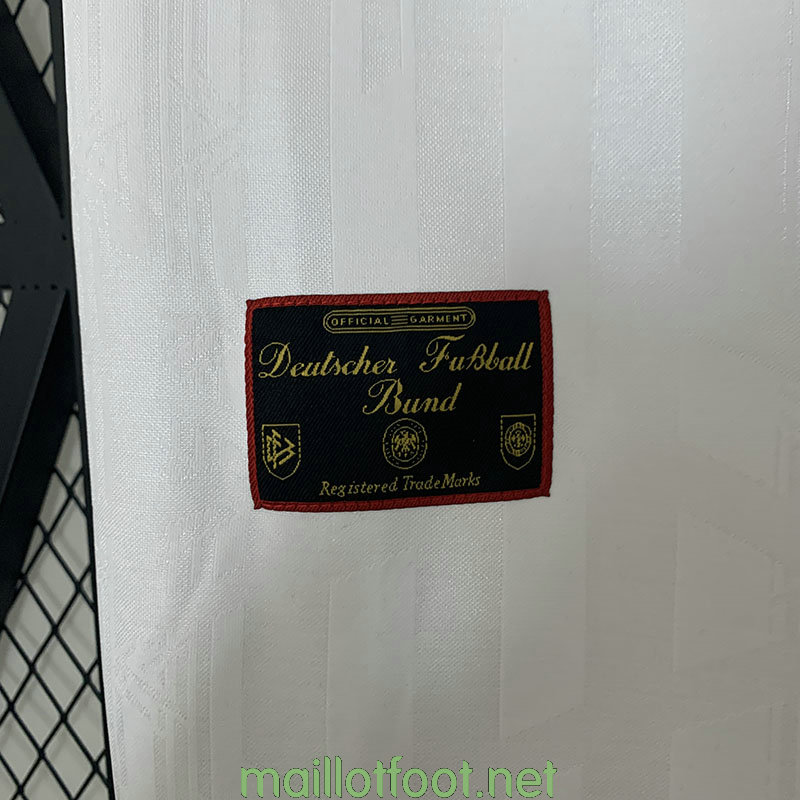 OFFICIAL GARMENT
Deutscher Fußball
Bund
Registered TradeMarks
maillotfoot.net